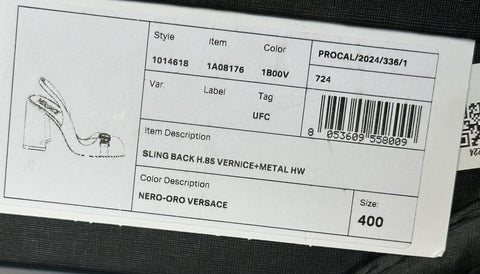 Style Item Color
1014618 1A08176 1B00V
PROCAL/2024/336/1
724
Var. Label Tag
UFC
8 053609 558009
Item Description
SLING BACK H.85 VERNICE+METAL HW
Color Description
NERO-ORO VERSACE
Size:
400